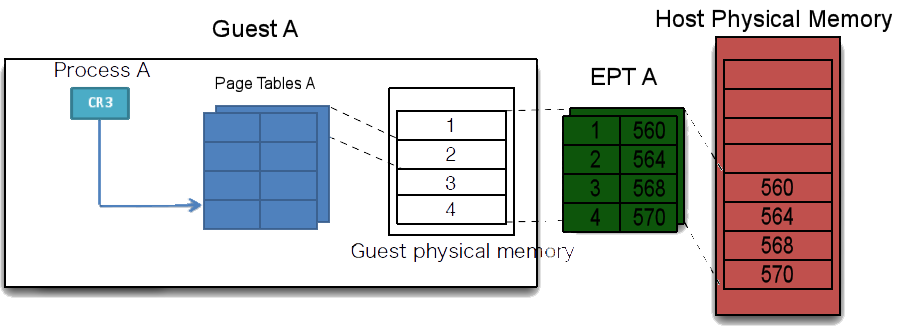 Host Physical Memory
Guest A
Process A
CR3
Page Tables A
EPT A
1
2
3
4
1 560
2 564
3 568
4 570
560
564
568
570
Guest physical memory